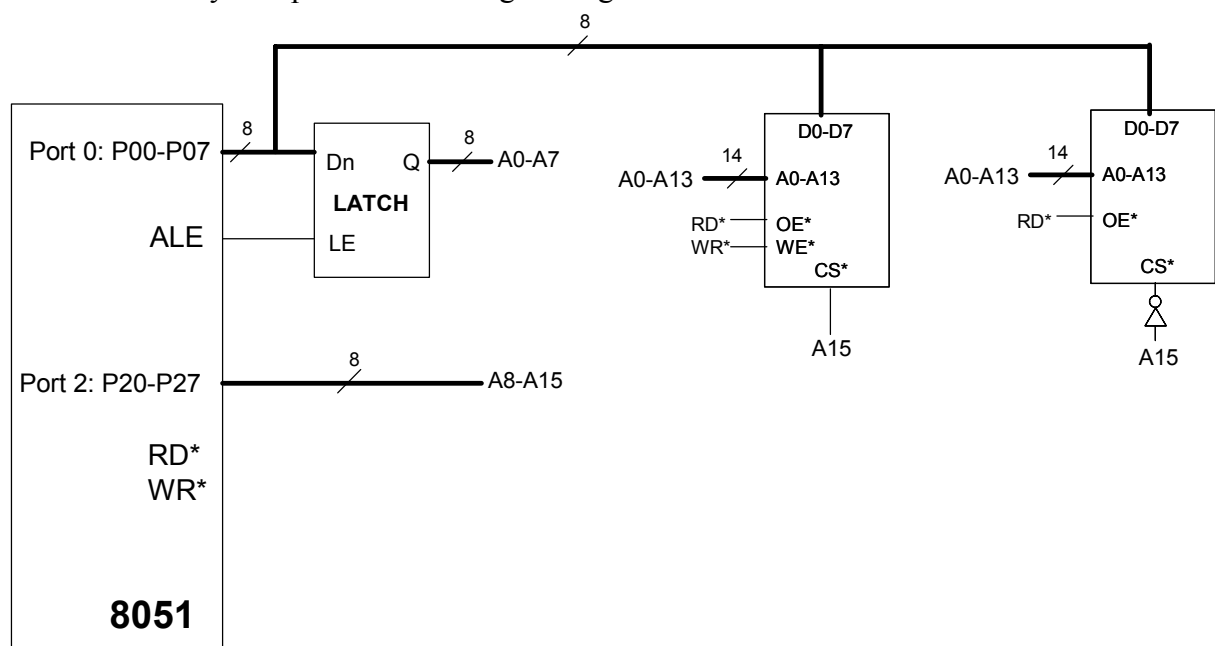 8
8
Port 0: P00-P07
Dn
Q
8
A0-A7
LATCH
ALE
LE
D0-D7
14
A0-A13
A0-A13
RD*
OE*
WR*
WE*
CS*
A15
D0-D7
14
A0-A13
A0-A13
RD*
OE*
CS*
A15
8
Port 2: P20-P27
A8-A15
RD*
WR*
8051